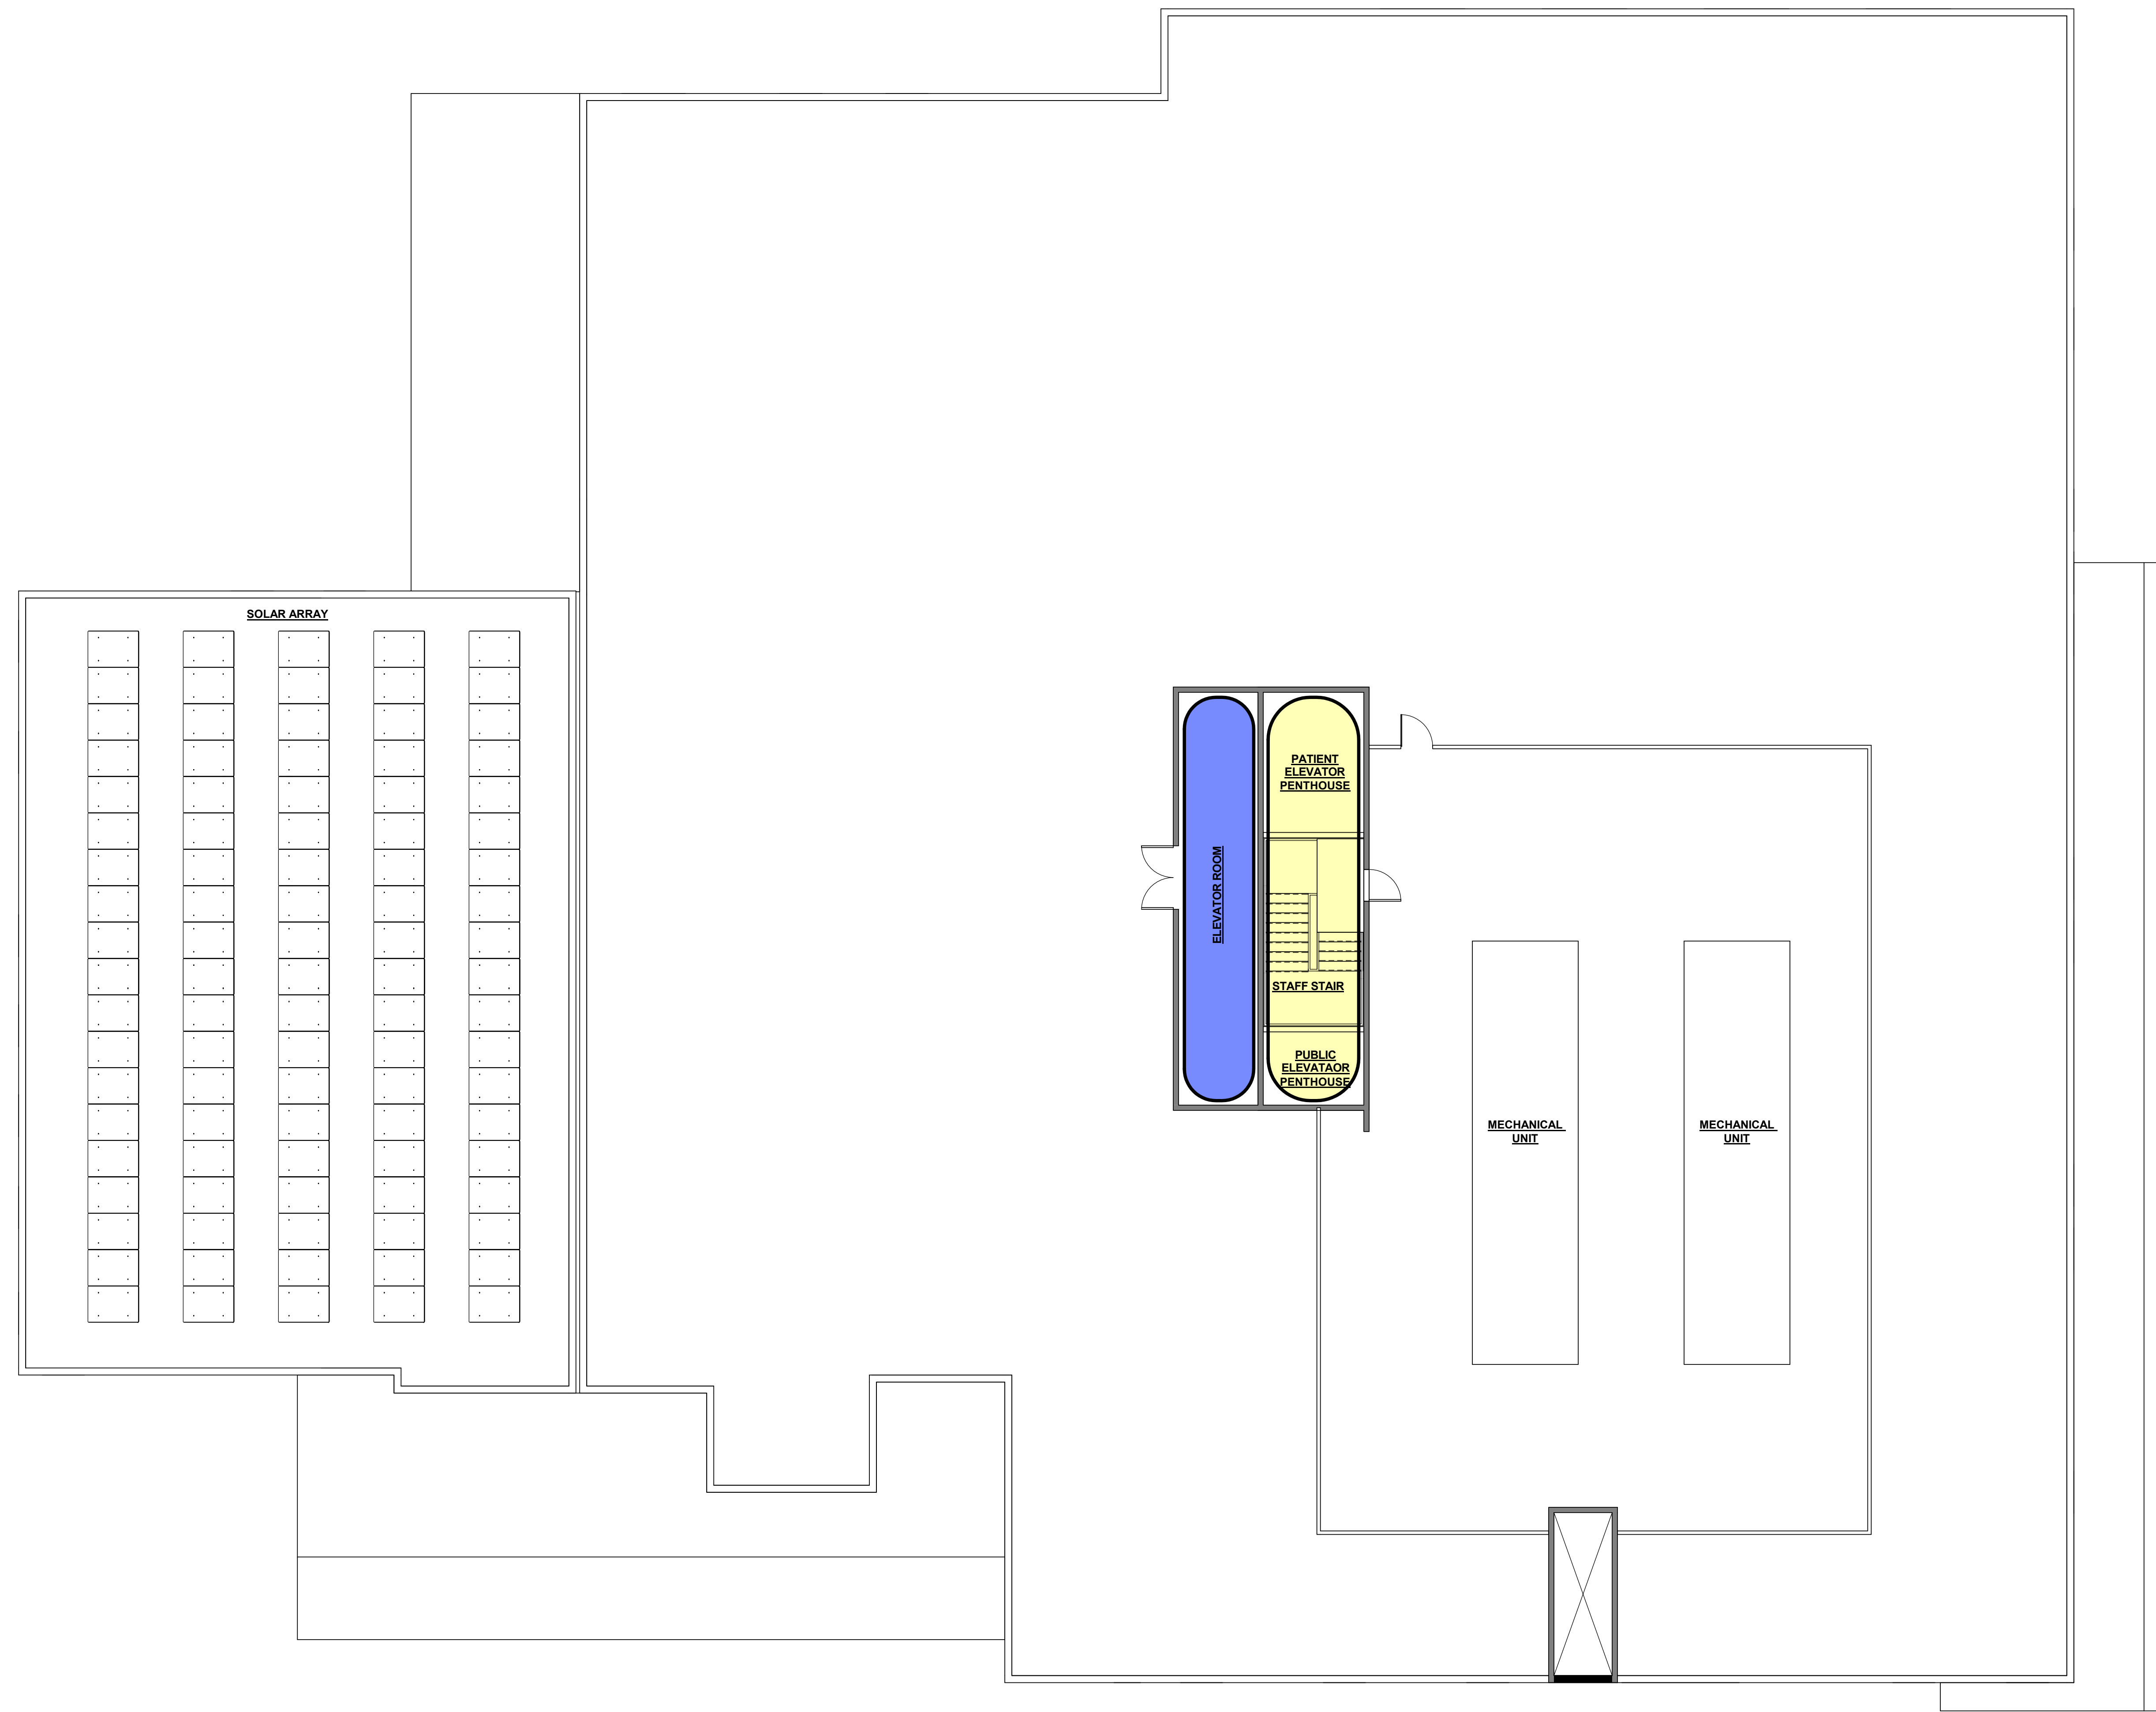 SOLAR ARRAY
PATIENT
ELEVATOR
PENTHOUSE
ELEVATOR ROOM
STAFF STAIR
PUBLIC
ELEVATAOR
PENTHOUSE
MECHANICAL
UNIT
MECHANICAL
UNIT